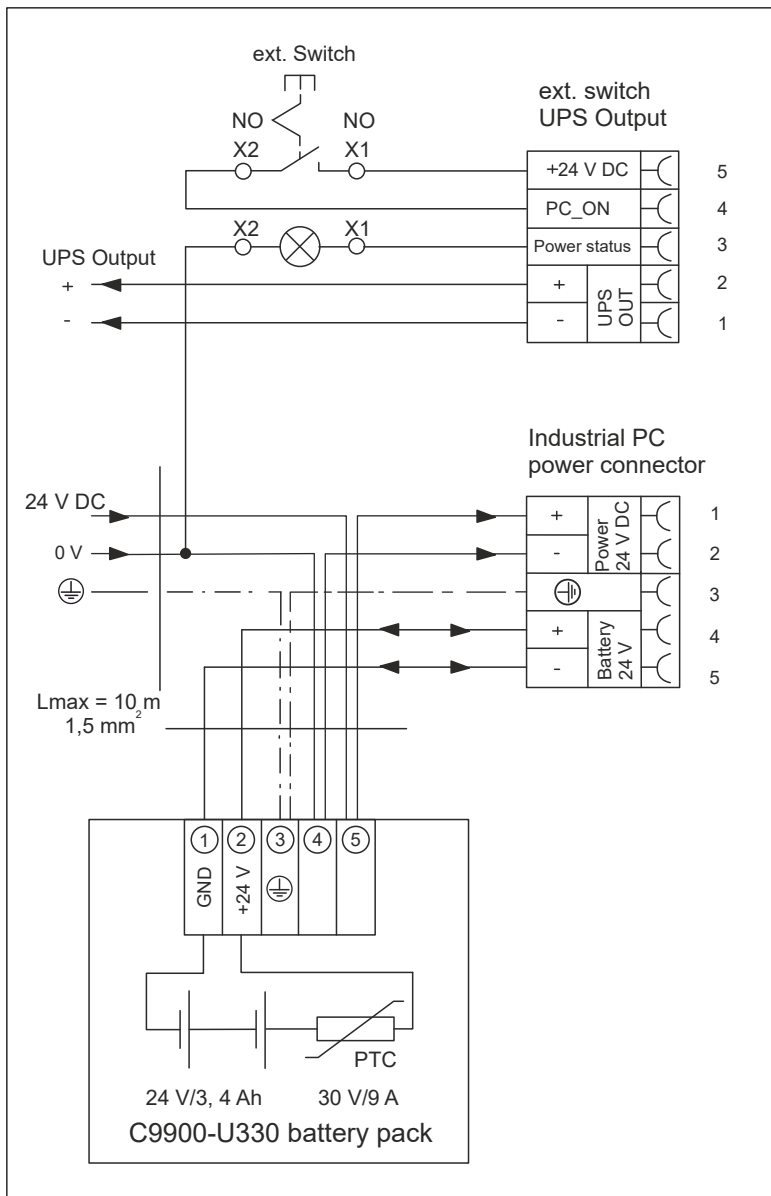 ext. Switch
ext. switch
UPS Output
NO
NO
X2
X1
+24 V DC
5
PC_ON
4
X2
X1
Power status
3
UPS Output
+
+
UPS
OUT
2
-
-
1
Industrial PC
power connector
24 V DC
+
Power
24 V DC
1
0 V
-
2
3
+
Battery
24 V
4
-
5
Lmax = 10 m
1,5 mm²
1
2
3
4
5
GND
+24 V
PTC
24 V/3, 4 Ah
30 V/9 A
C9900-U330 battery pack